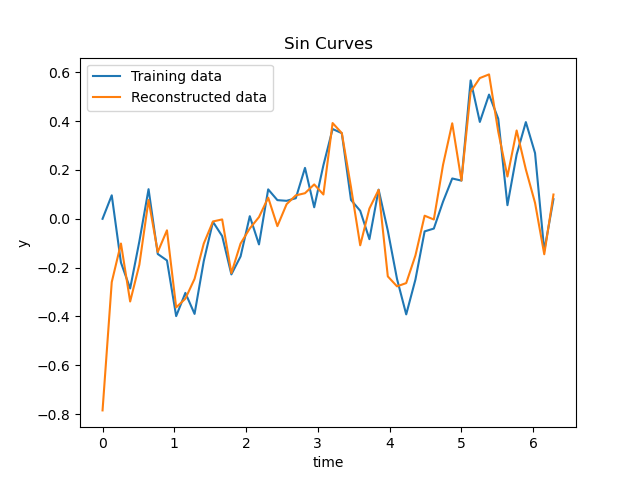 Sin Curves
Training data
Reconstructed data
0.6
0.4
0.2
0.0
−0.2
−0.4
−0.6
−0.8
y
0 1 2 3 4 5 6
time